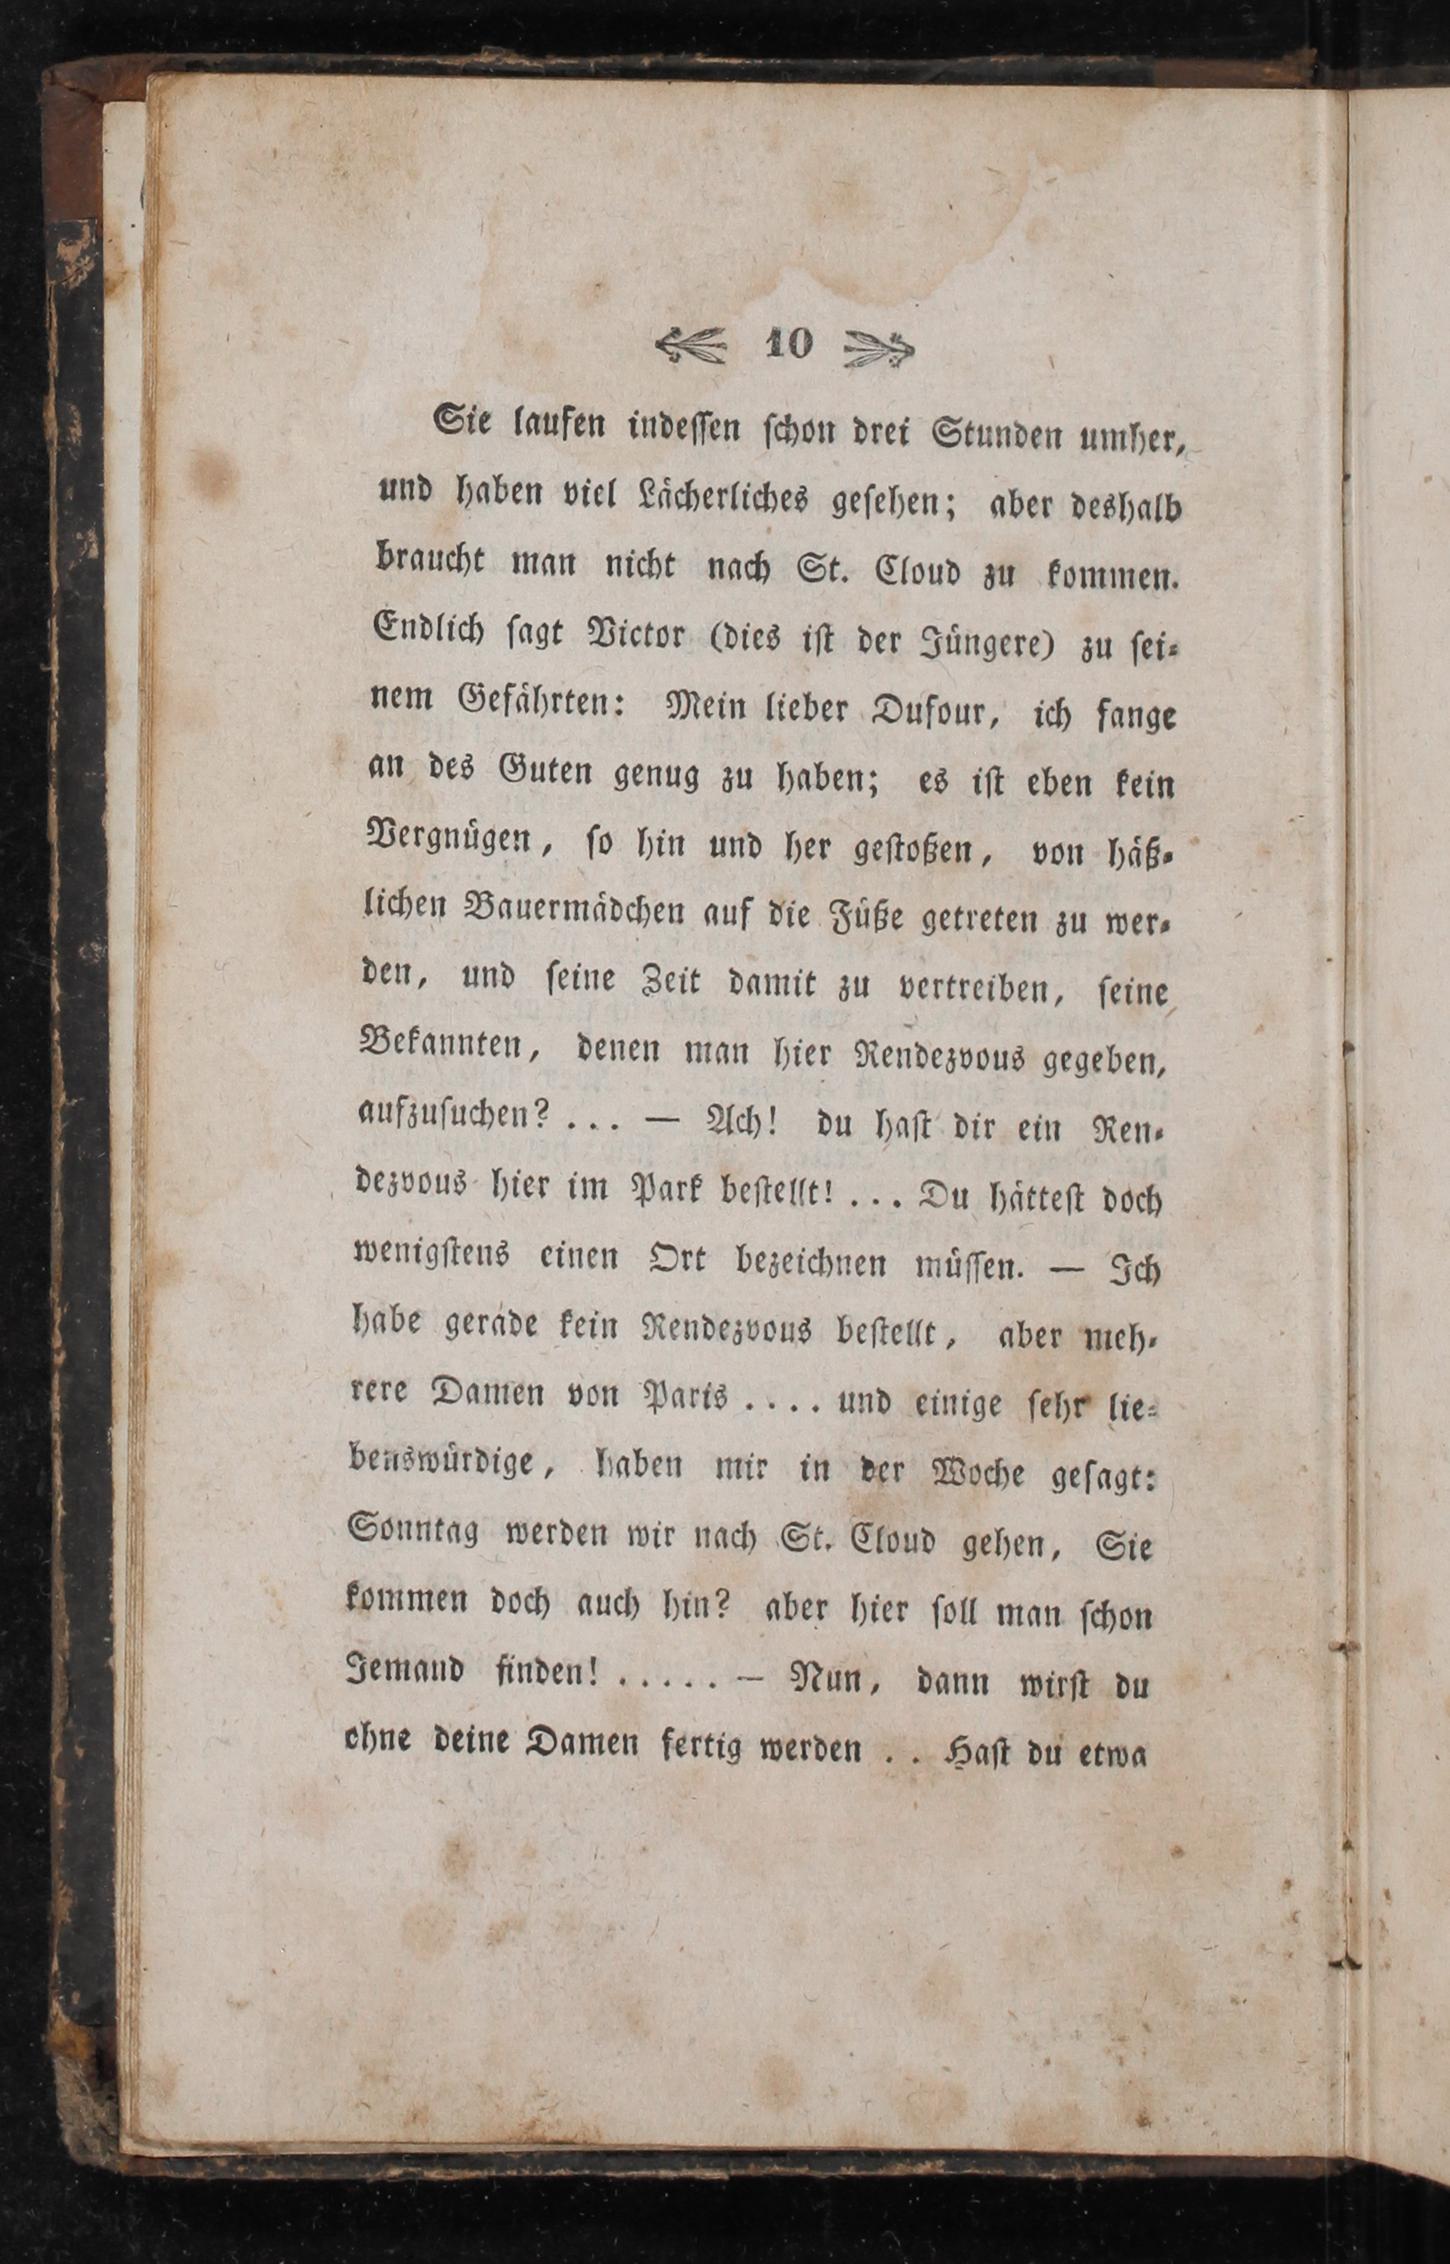 10
Sie laufen indeſſen ſchon drei Stunden umher,
und haben viel Lächerliches geſehen; aber deshalb
braucht man nicht nach St. Cloud zu kommen.
Endlich ſagt Victor (dies iſt der Jüngere) zu ſei⸗
nem Gefährten: Mein lieber Dufour, ich fange
an des Guten genug zu haben; es iſt eben kein
Vergnügen, ſo hin und her geſtoßen, von häß⸗
lichen Bauermädchen auf die Füße getreten zu wer⸗
den, und ſeine Zeit damit zu vertreiben, ſeine
Bekannten, denen man hier Rendezvous gegeben,
aufzuſuchen? ... — Ach! du haſt dir ein Ren⸗
dezvous hier im Park beſtellt! ... Du hätteſt doch
wenigſtens einen Ort bezeichnen müſſen. — Ich
habe gerade kein Rendezvous beſtellt, aber meh⸗
rere Damen von Paris .... und einige ſehr lie⸗
benswürdige, haben mir in der Woche geſagt:
Sonntag werden wir nach St. Cloud gehen, Sie
kommen doch auch hin? aber hier ſoll man ſchon
Jemand finden! ..... — Nun, dann wirſt du
ohne deine Damen fertig werden .. Haſt du etwa